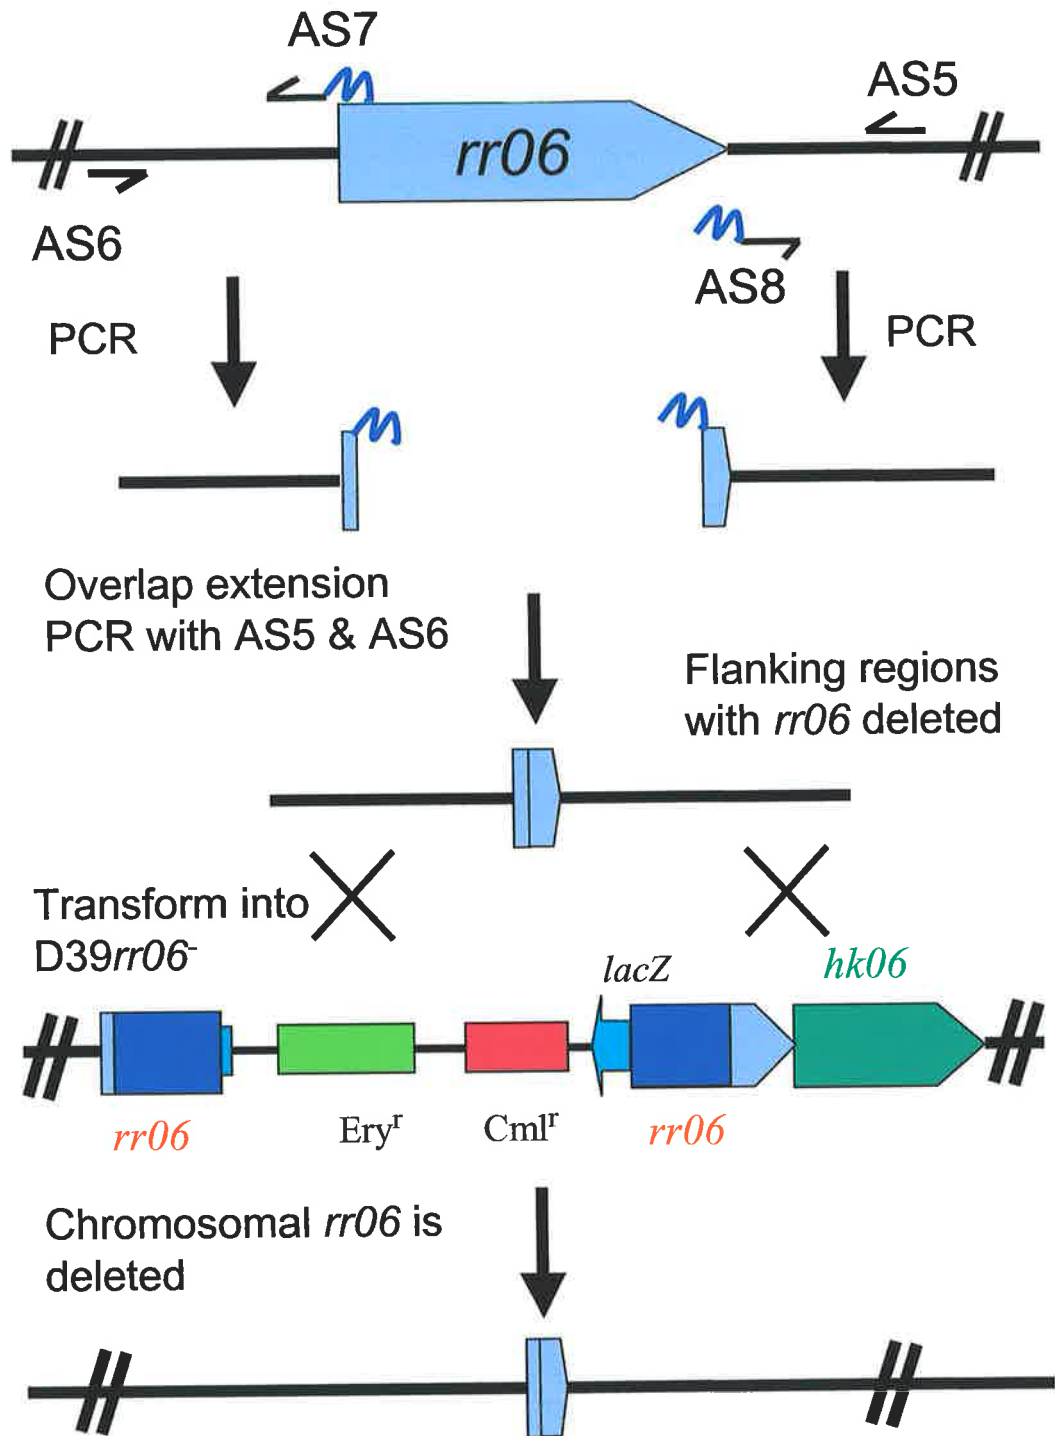 AS7
AS5
rr06
AS6
AS8
PCR
PCR
Overlap extension
PCR with AS5 & AS6
Flanking regions
with rr06 deleted
Transform into
D39rr06-
lacZ
hk06
rr06
Eryr
Cmlr
rr06
Chromosomal rr06 is
deleted